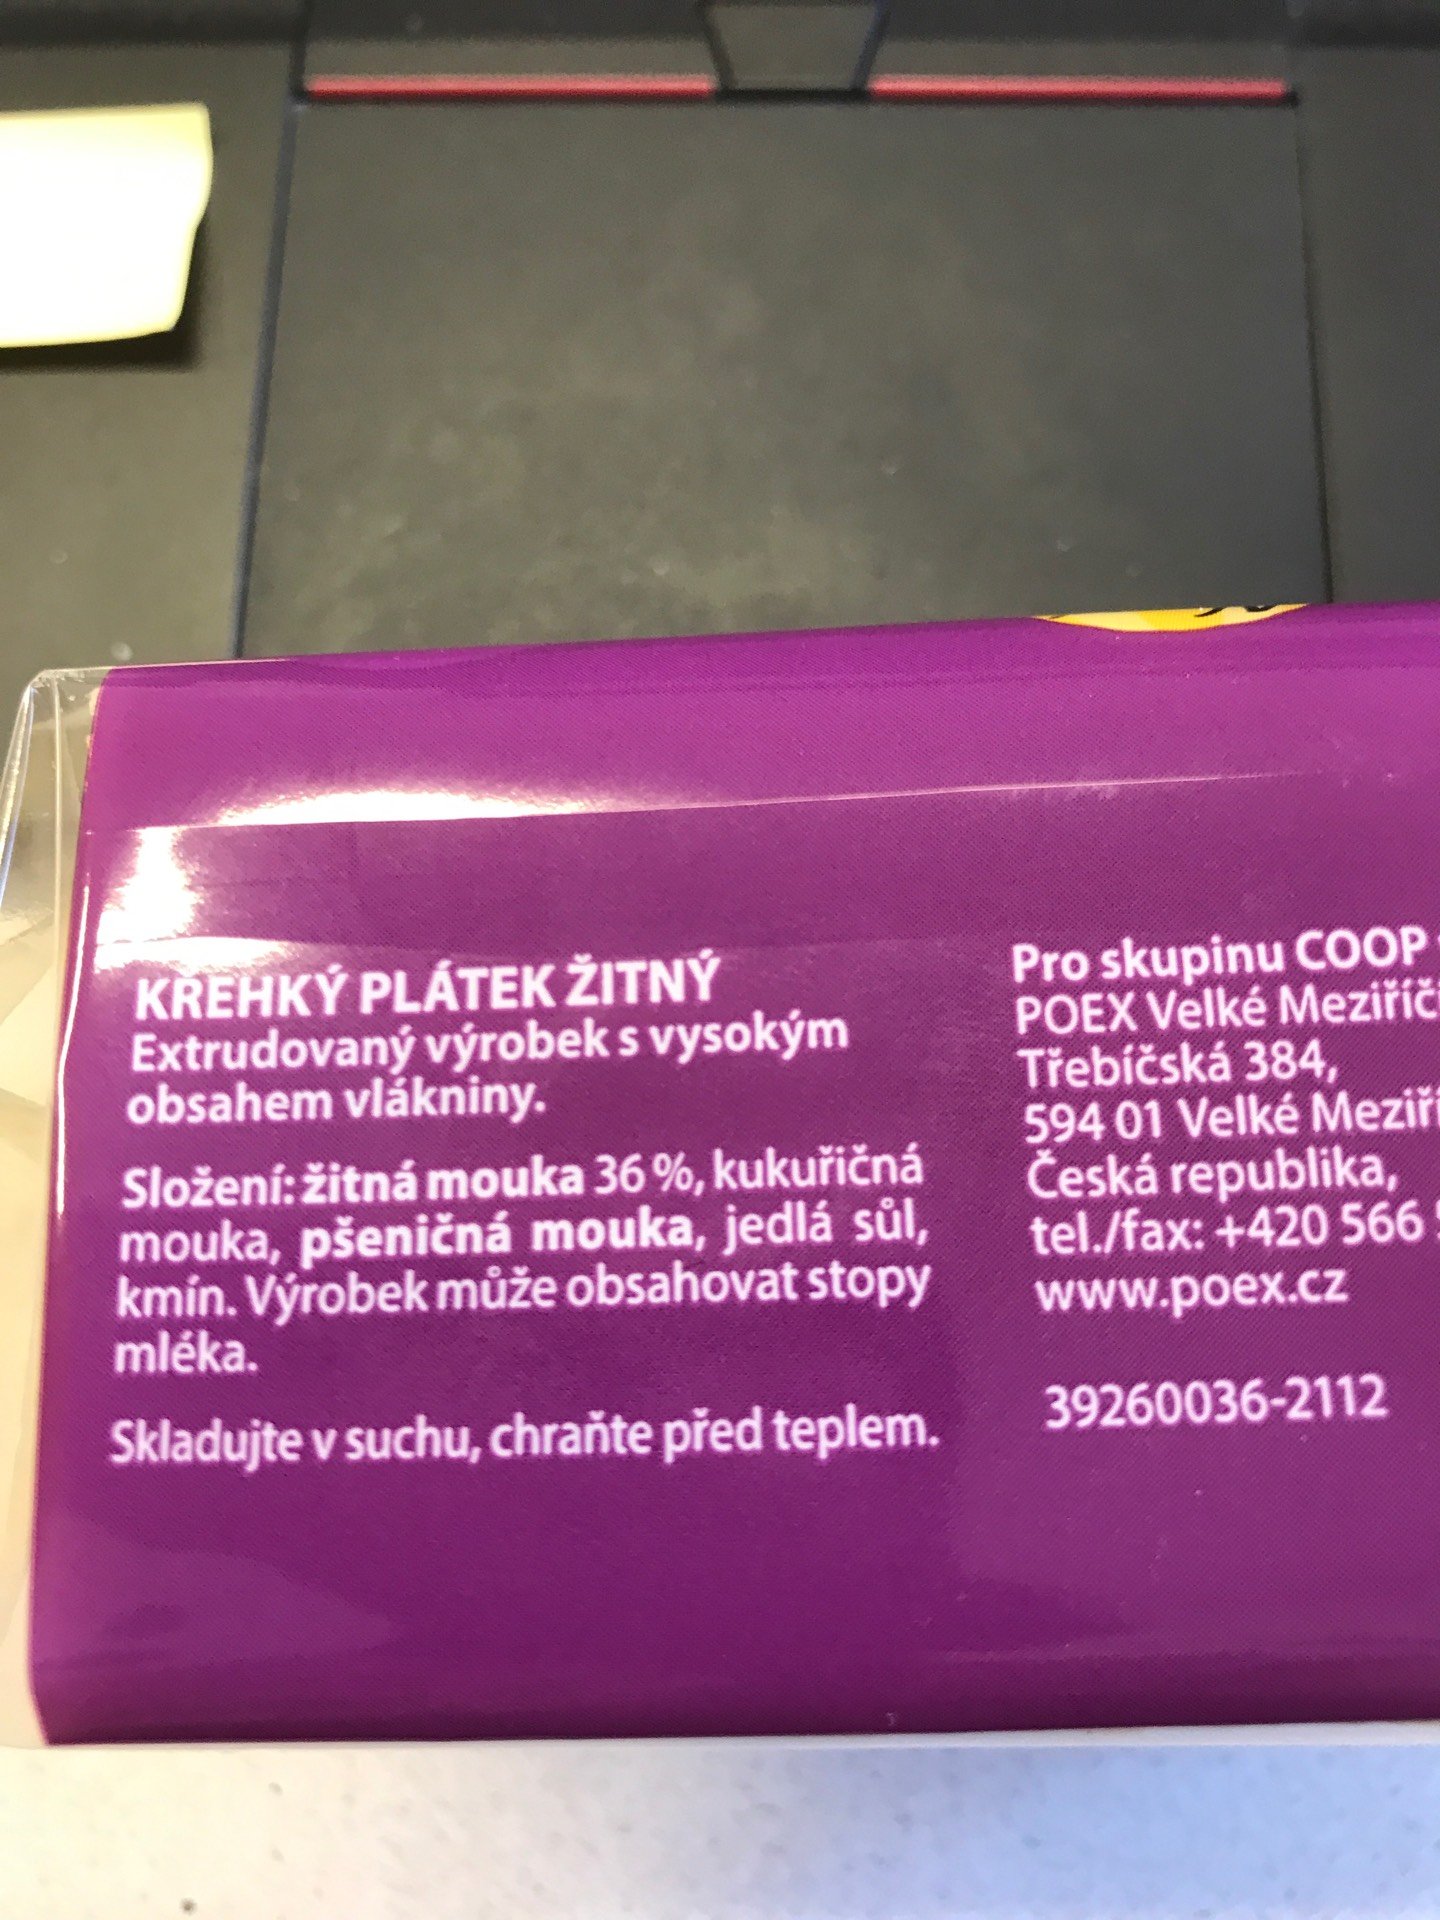 KREHKÝ PLÁTEK ŽITNÝ
Extrudovaný výrobek s vysokým
obsahem vlákniny.
Složení: žitná mouka 36 %, kukuřičná
mouka, pšeničná mouka, jedlá sůl,
kmín. Výrobek může obsahovat stopy
mléka.
Skladujte v suchu, chraňte před teplem.
Pro skupinu COOP
POEX Velké
Třebíčská 384,
594 01 Velké
Česká republika,
tel./fax: +420 566
www.poex.cz
39260036-2112